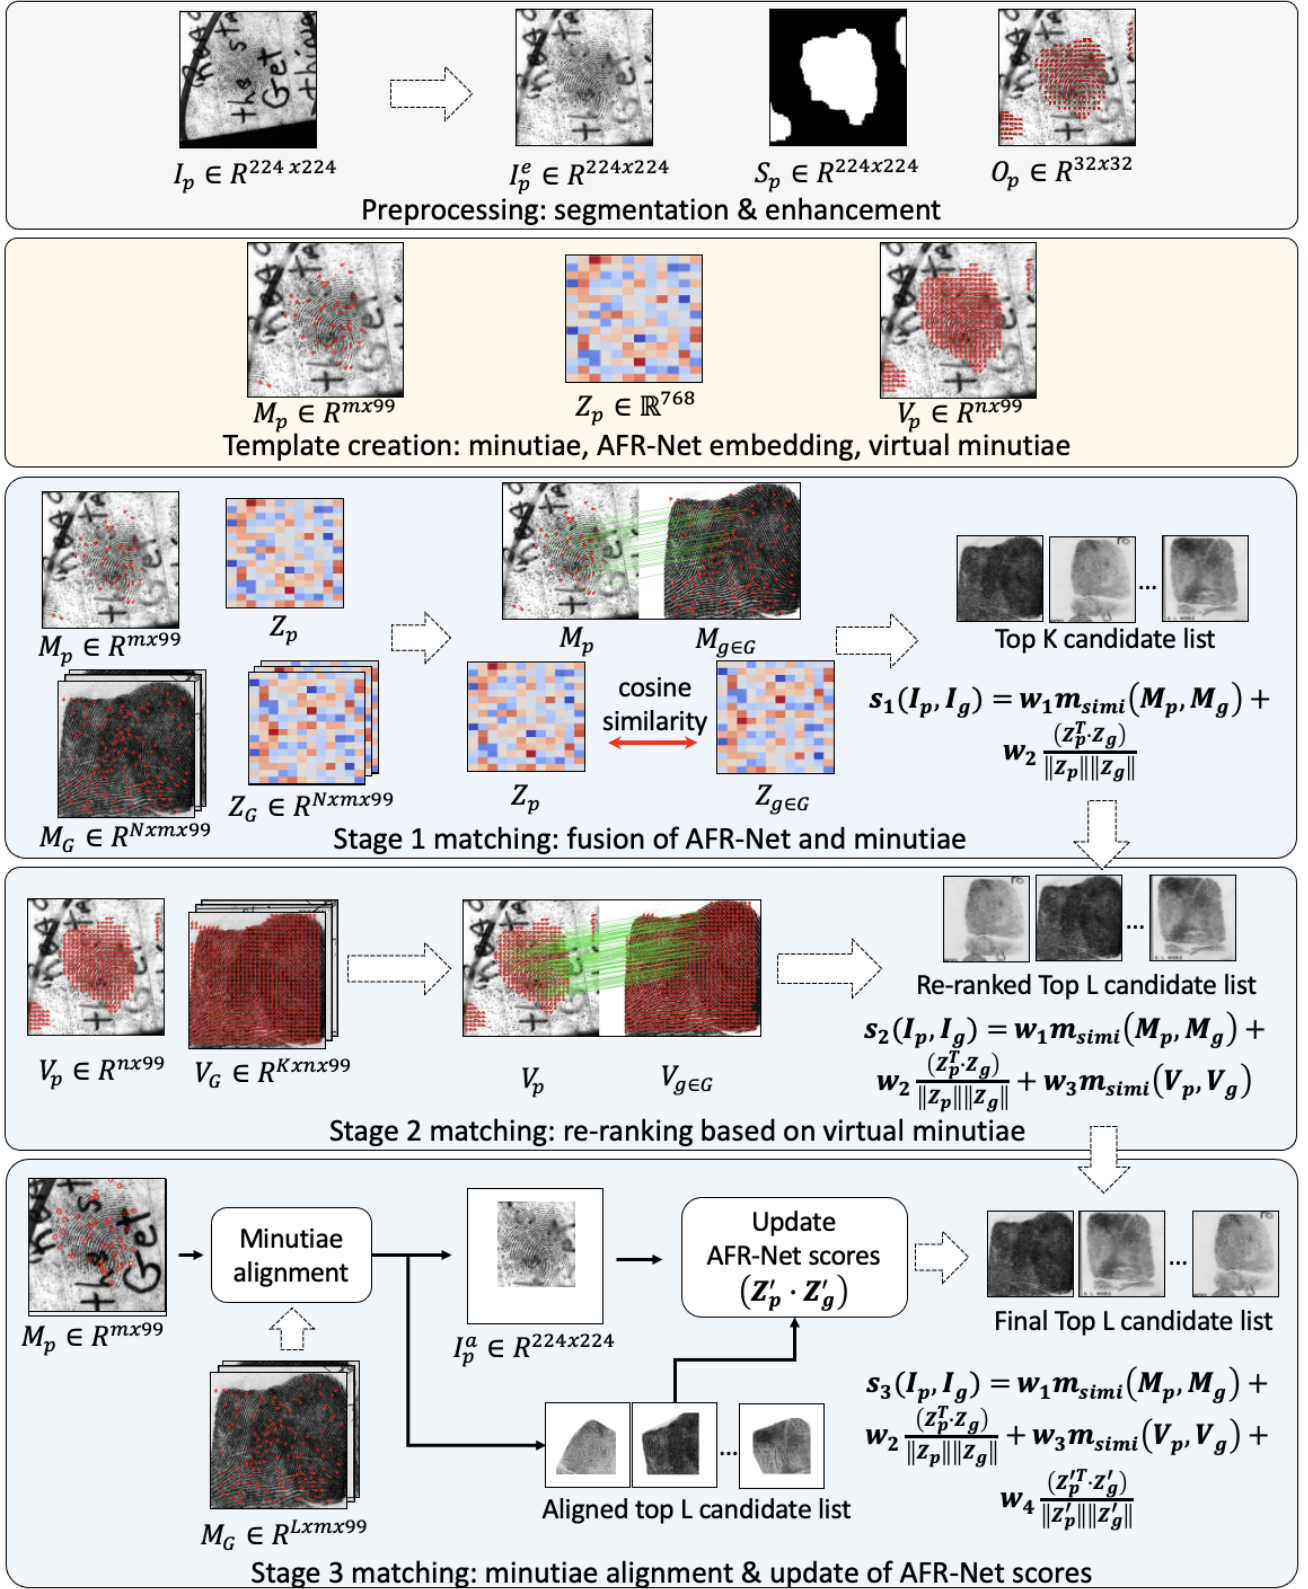 the st
Get
thing
I_p ∈ R^{224 x224}
I_p^e ∈ R^{224x224}
S_p ∈ R^{224x224}
O_p ∈ R^{32x32}
Preprocessing: segmentation & enhancement
M_p ∈ R^{mx99}
Z_p ∈ ℝ^{768}
V_p ∈ R^{nx99}
Template creation: minutiae, AFR-Net embedding, virtual minutiae
M_p ∈ R^{mx99}
Z_p
M_G ∈ R^{Nxmx99}
Z_G ∈ R^{Nxmx99}
M_p
M_{g∈G}
cosine
similarity
Z_p
Z_{g∈G}
Top K candidate list
s_1(I_p, I_g) = w_1 m_{simi}(M_p, M_g) +
w_2 (Z_p^T·Z_g) / ‖Z_p‖‖Z_g‖
Stage 1 matching: fusion of AFR-Net and minutiae
V_p ∈ R^{nx99}
V_G ∈ R^{Kxnx99}
V_p
V_{g∈G}
...
Re-ranked Top L candidate list
s_2(I_p, I_g) = w_1 m_{simi}(M_p, M_g) +
w_2 (Z_p^T·Z_g) / ‖Z_p‖‖Z_g‖ + w_3 m_{simi}(V_p, V_g)
Stage 2 matching: re-ranking based on virtual minutiae
M_p ∈ R^{mx99}
Minutiae
alignment
M_G ∈ R^{Lxmx99}
I_p^a ∈ R^{224x224}
Update
AFR-Net scores
(Z'_p · Z'_g)
...
Aligned top L candidate list
...
Final Top L candidate list
s_3(I_p, I_g) = w_1 m_{simi}(M_p, M_g) +
w_2 (Z_p^T·Z_g) / ‖Z_p‖‖Z_g‖ + w_3 m_{simi}(V_p, V_g) +
w_4 (Z'_p^T·Z'_g) / ‖Z'_p‖‖Z'_g‖
Stage 3 matching: minutiae alignment & update of AFR-Net scores